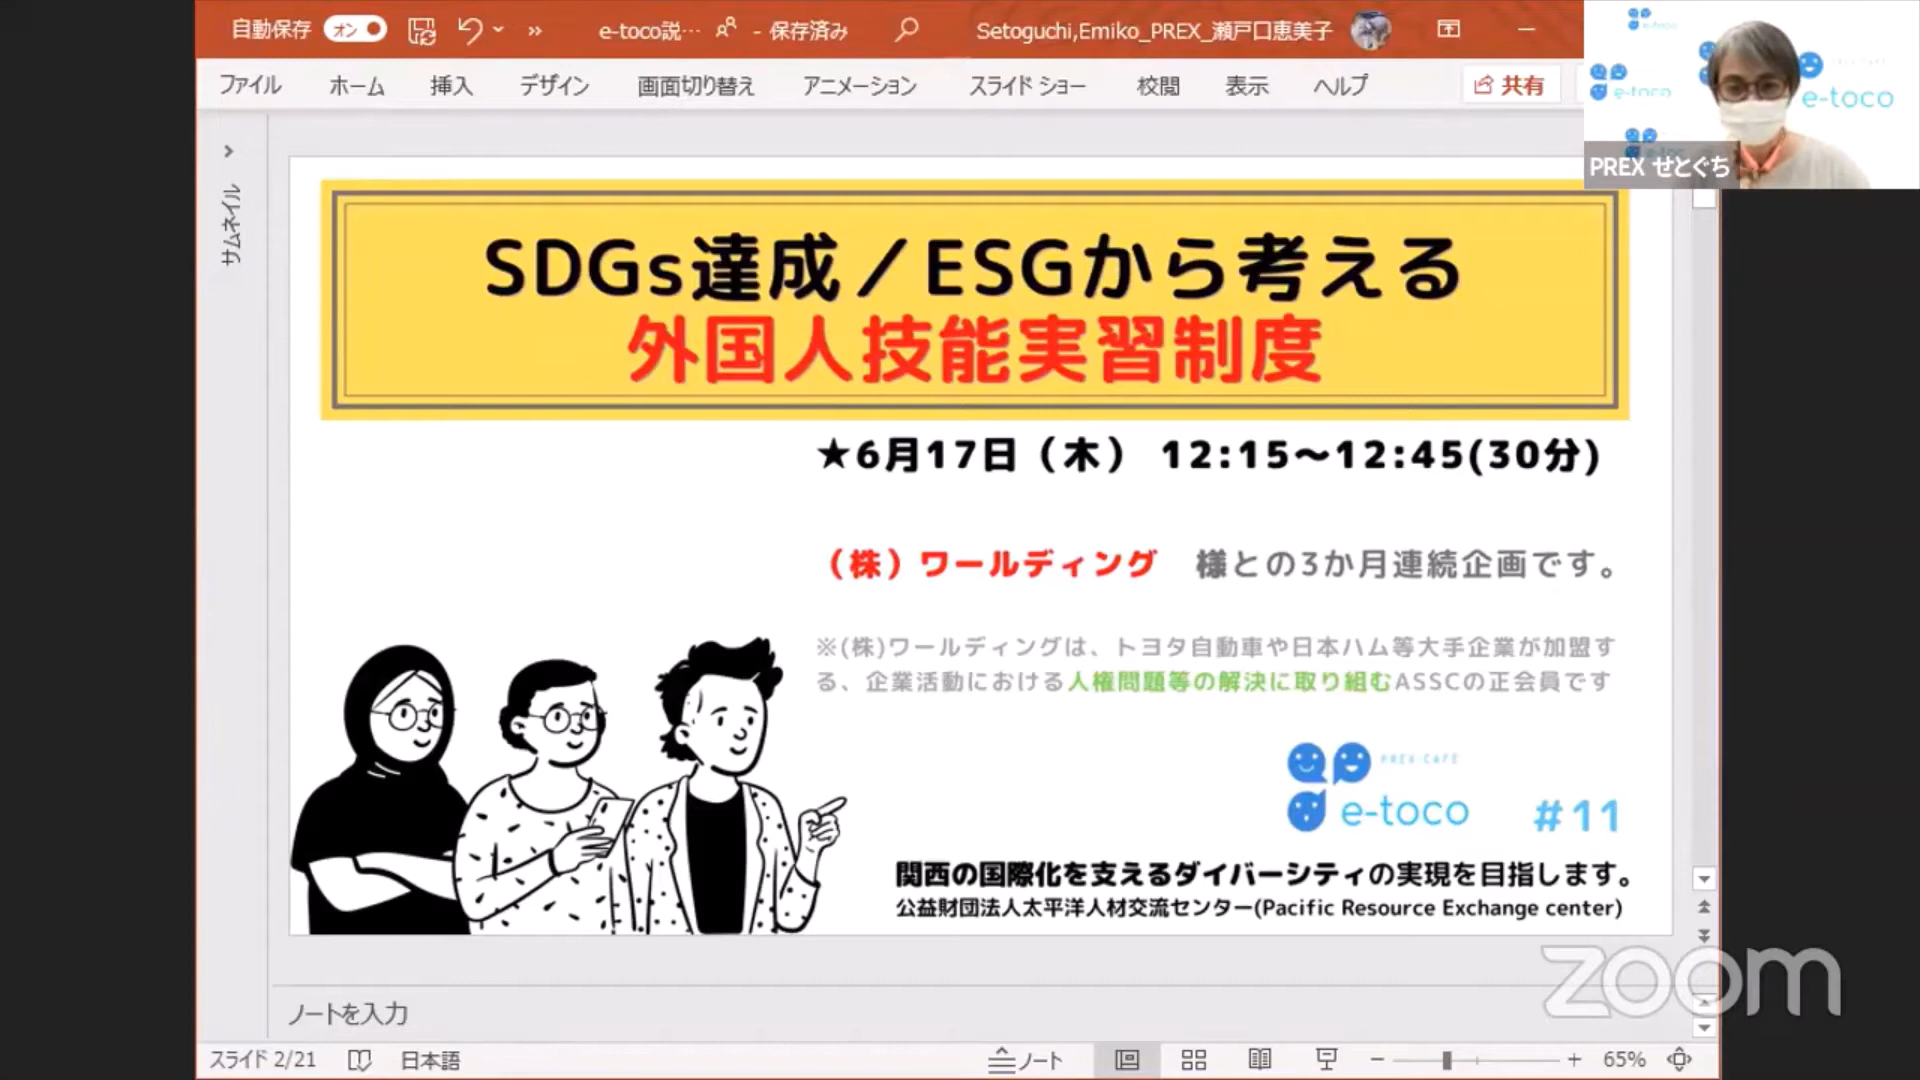 自動保存 オン e-toco説… - 保存済み Setoguchi,Emiko_PREX_瀬戸口恵美子
ファイル ホーム 挿入 デザイン 画面切り替え アニメーション スライド ショー 校閲 表示 ヘルプ 共有
e-toco
e-toco
PREX せとぐち
サムネイル
SDGs達成／ESGから考える
外国人技能実習制度
★6月17日（木） 12:15～12:45(30分)
（株）ワールディング 様との3か月連続企画です。
※(株)ワールディングは、トヨタ自動車や日本ハム等大手企業が加盟す
る、企業活動における人権問題等の解決に取り組むASSCの正会員です
PREX CAFE
e-toco #11
関西の国際化を支えるダイバーシティの実現を目指します。
公益財団法人太平洋人材交流センター(Pacific Resource Exchange center)
zoom
ノートを入力
スライド 2/21 日本語 ノート 65%